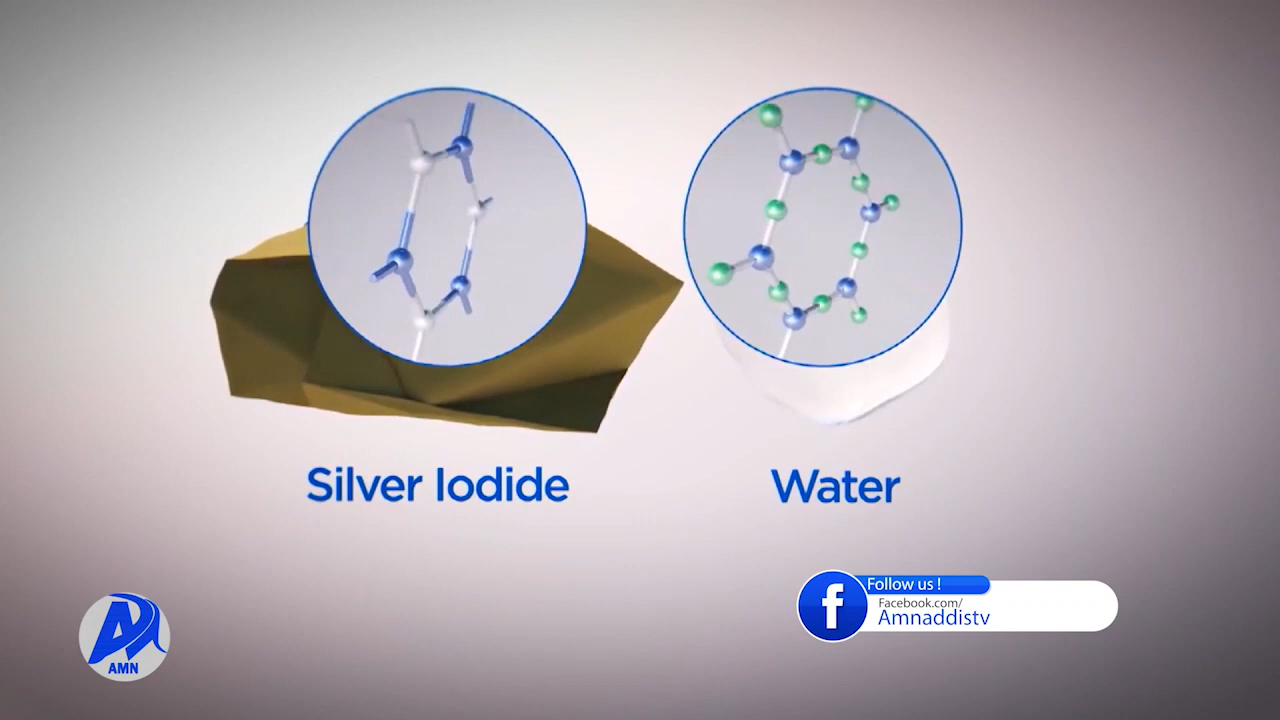 Silver Iodide
Water
Follow us !
Facebook.com/
Amnaddistv
AMN